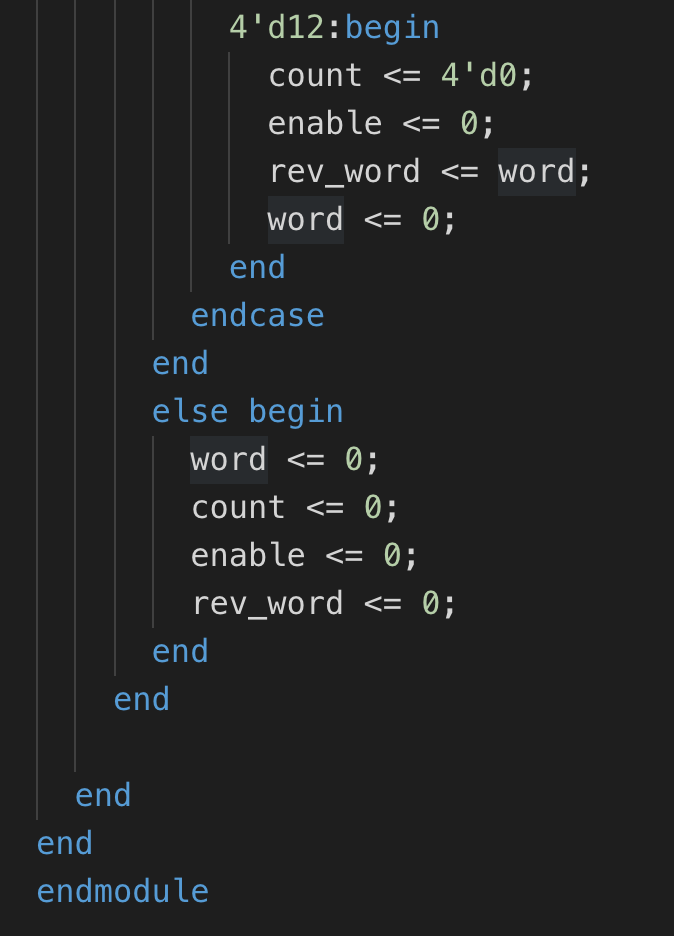 4'd12:begin
count <= 4'd0;
enable <= 0;
rev_word <= word;
word <= 0;
end
endcase
end
else begin
word <= 0;
count <= 0;
enable <= 0;
rev_word <= 0;
end
end
end
end
endmodule